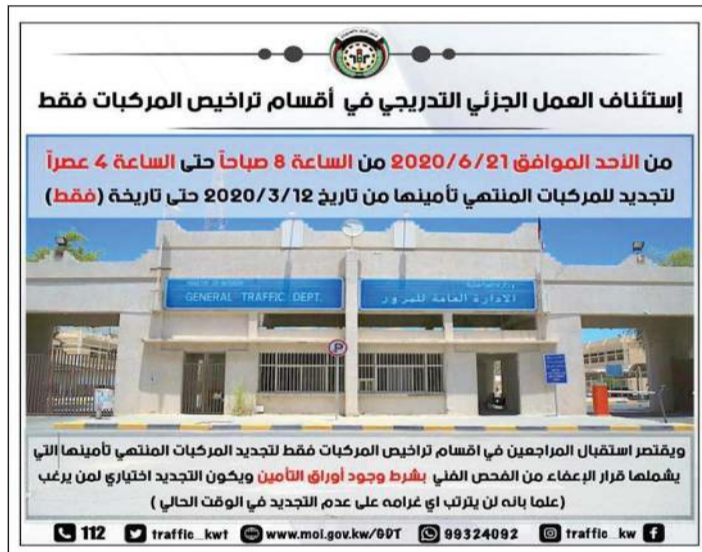 إستئناف العمل الجزئي التدريجي في أقسام تراخيص المركبات فقط
من الأحد الموافق 2020/6/21 من الساعة 8 صباحاً حتى الساعة 4 عصراً
لتجديد للمركبات المنتهي تأمينها من تاريخ 2020/3/12 حتى تاريخة (فقط)
GENERAL TRAFFIC DEPT.
الادارة العامة للمرور
P
ويقتصر استقبال المراجعين في اقسام تراخيص المركبات فقط لتجديد المركبات المنتهي تأمينها التي
يشملها قرار الإعفاء من الفحص الفني بشرط وجود أوراق التأمين ويكون التجديد اختياري لمن يرغب
(علما بانه لن يترتب اي غرامه على عدم التجديد في الوقت الحالي )
112 traffic_kwt www.moi.gov.kw/GDT 99324092 traffic_kw